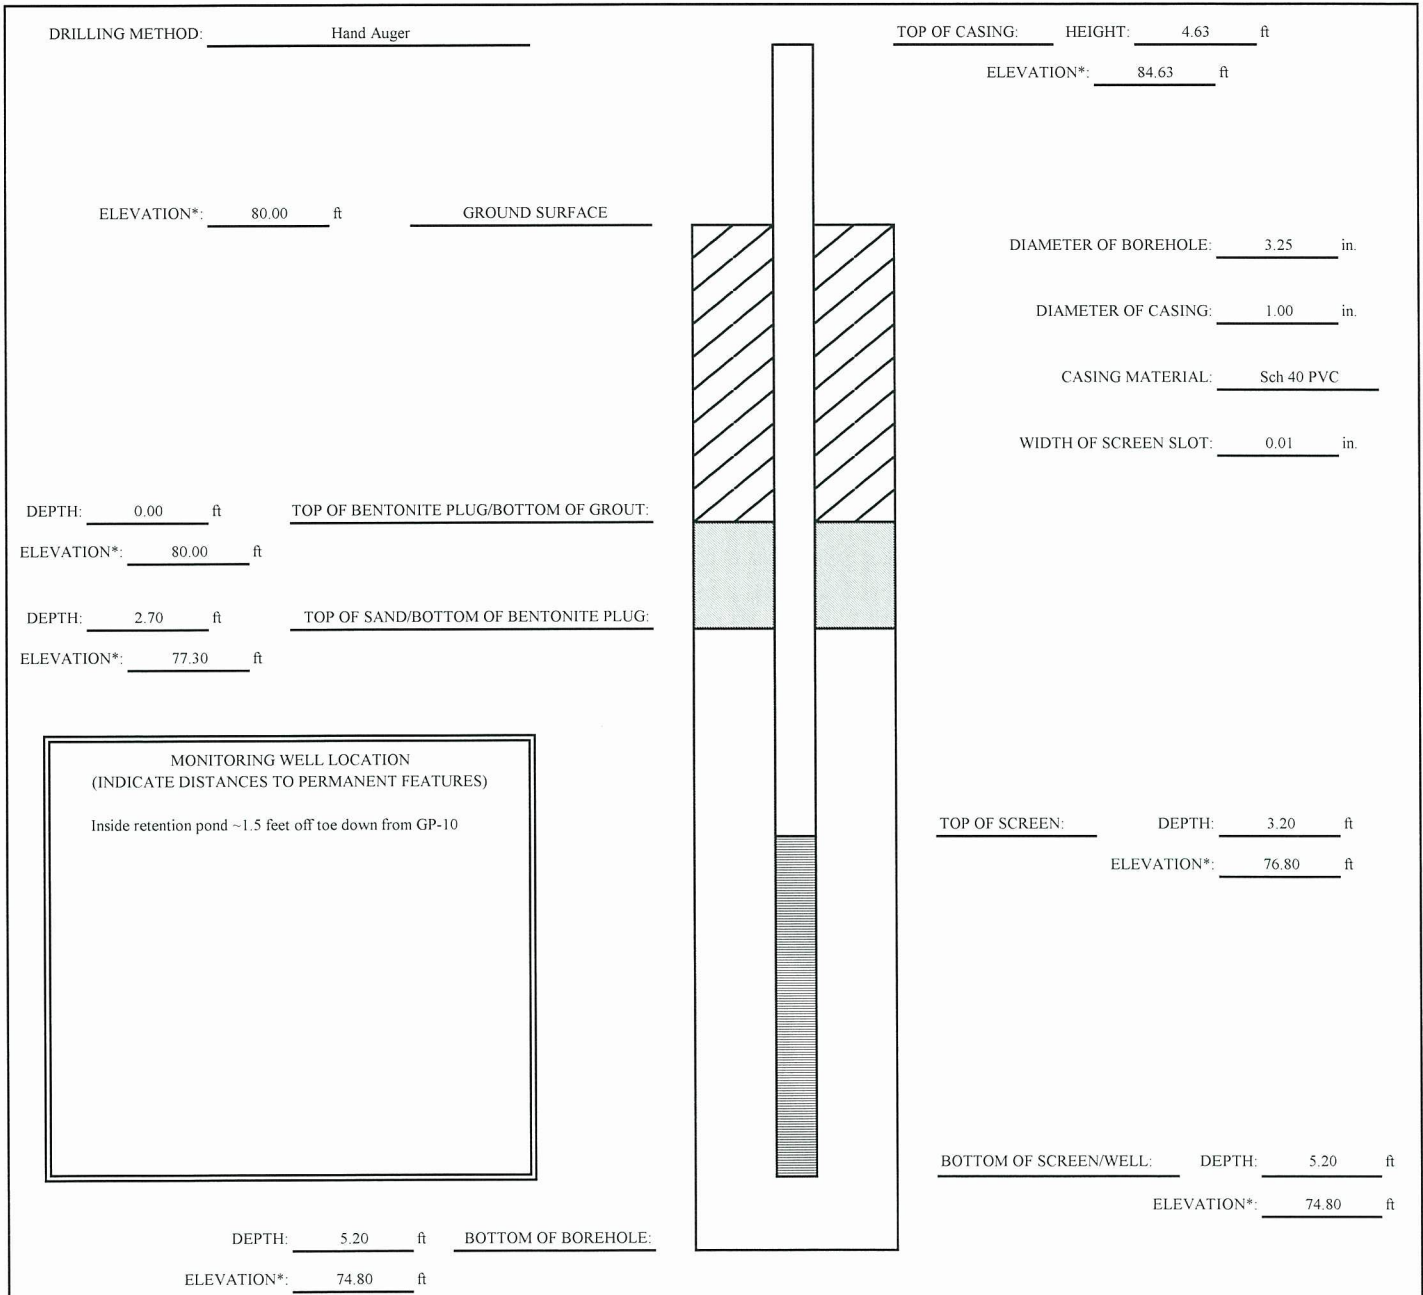 DRILLING METHOD: Hand Auger
TOP OF CASING: HEIGHT: 4.63 ft
ELEVATION*: 84.63 ft
ELEVATION*: 80.00 ft GROUND SURFACE
DIAMETER OF BOREHOLE: 3.25 in.
DIAMETER OF CASING: 1.00 in.
CASING MATERIAL: Sch 40 PVC
WIDTH OF SCREEN SLOT: 0.01 in.
DEPTH: 0.00 ft TOP OF BENTONITE PLUG/BOTTOM OF GROUT:
ELEVATION*: 80.00 ft
DEPTH: 2.70 ft TOP OF SAND/BOTTOM OF BENTONITE PLUG:
ELEVATION*: 77.30 ft
MONITORING WELL LOCATION
(INDICATE DISTANCES TO PERMANENT FEATURES)
Inside retention pond ~1.5 feet off toe down from GP-10
TOP OF SCREEN: DEPTH: 3.20 ft
ELEVATION*: 76.80 ft
BOTTOM OF SCREEN/WELL: DEPTH: 5.20 ft
ELEVATION*: 74.80 ft
DEPTH: 5.20 ft BOTTOM OF BOREHOLE:
ELEVATION*: 74.80 ft